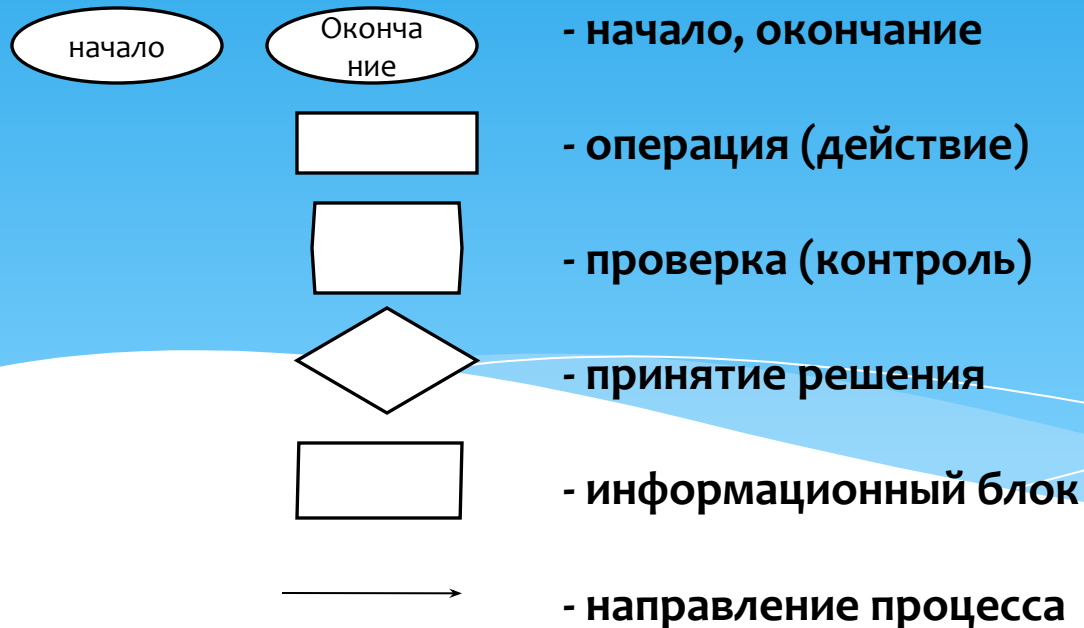 начало
Оконча
ние
- начало, окончание
- операция (действие)
- проверка (контроль)
- принятие решения
- информационный блок
- направление процесса